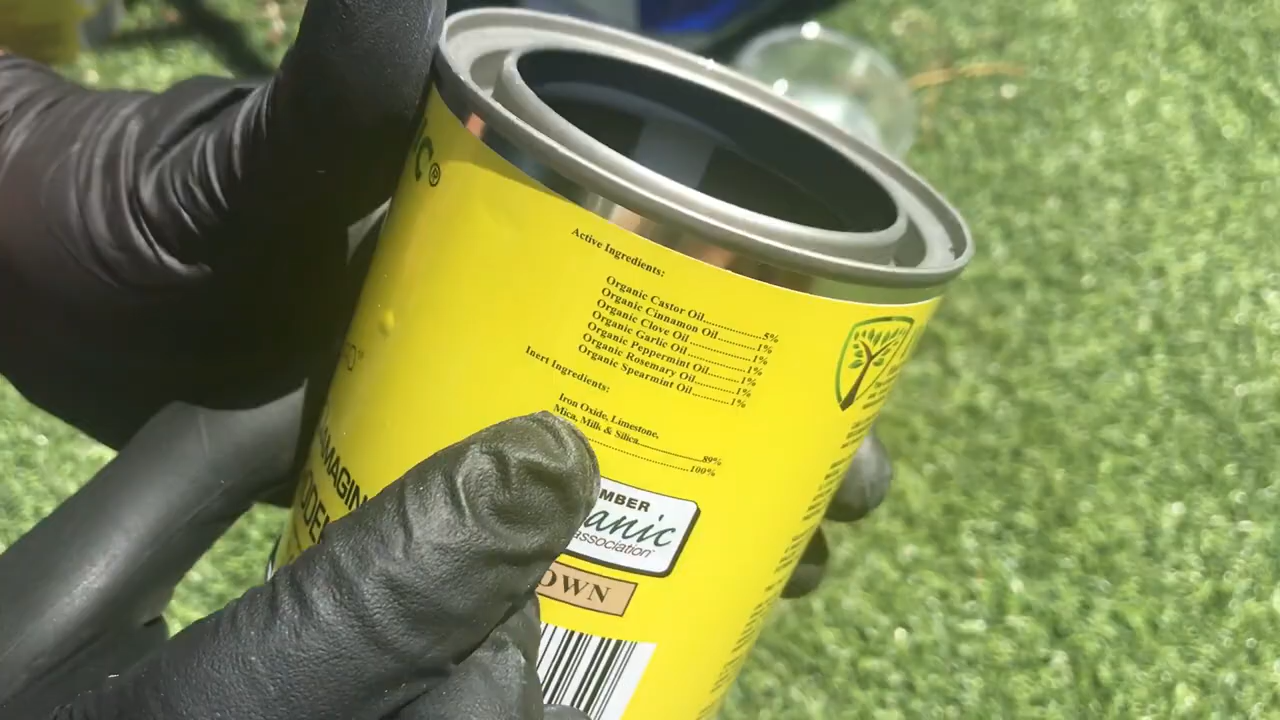 C®
Active Ingredients:
Organic Castor Oil..............5%
Organic Cinnamon Oil.........1%
Organic Clove Oil..............1%
Organic Garlic Oil..............1%
Organic Peppermint Oil........1%
Organic Rosemary Oil..........1%
Organic Spearmint Oil..........1%
Inert Ingredients:
Iron Oxide, Limestone,
Mica, Milk & Silica..............89%
..............100%
MBER
anic
association
OWN